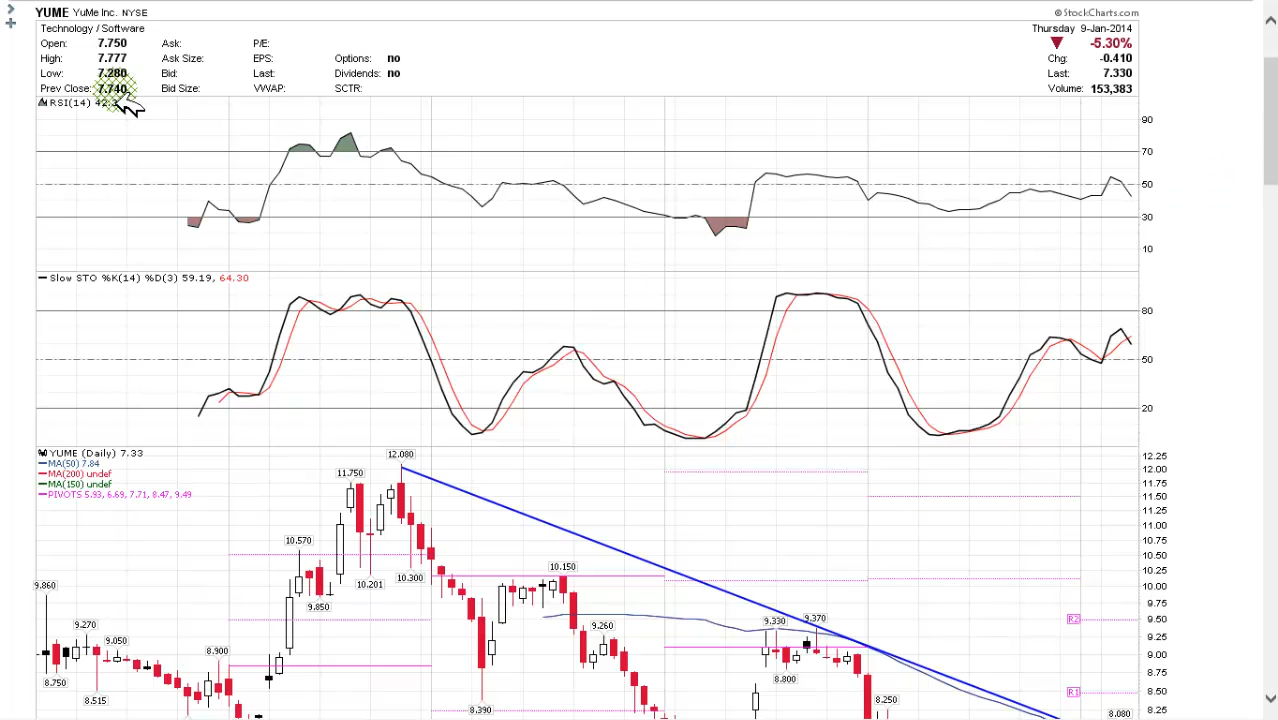 YUME YuMe Inc. NYSE
© StockCharts.com
Technology / Software
Thursday 9-Jan-2014
Open: 7.750 Ask: P/E:
-5.30%
High: 7.777 Ask Size: EPS: Options: no
Chg: -0.410
Low: 7.280 Bid: Last: Dividends: no
Last: 7.330
Prev Close: 7.740 Bid Size: VWAP: SCTR:
Volume: 153,383
RSI(14)
90
70
50
30
10
Slow STO %K(14) %D(3) 59.19, 64.30
80
50
20
YUME (Daily) 7.33
MA(50) 7.84
MA(200) undef
MA(150) undef
PIVOTS 5.93, 6.69, 7.71, 8.47, 9.49
12.080
11.750
10.570
10.201
10.300
9.850
10.150
9.860
9.270
9.050
8.900
8.750
8.515
8.390
9.260
9.330
9.370
8.800
8.250
8.080
R2
R1
12.25
12.00
11.75
11.50
11.25
11.00
10.75
10.50
10.25
10.00
9.75
9.50
9.25
9.00
8.75
8.50
8.25